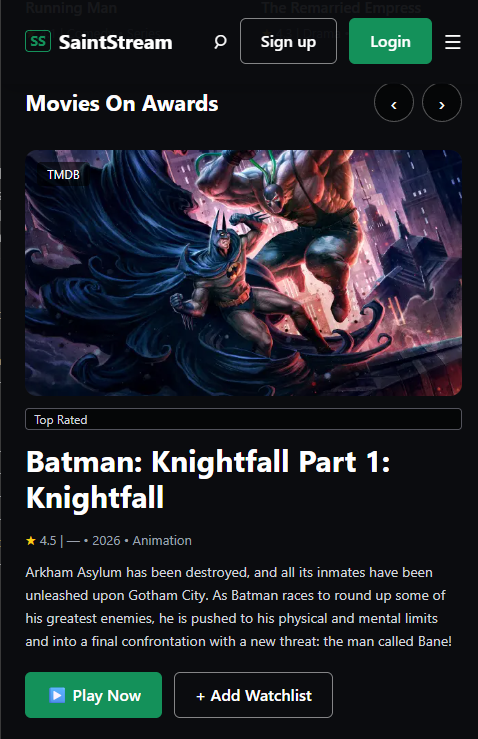 Running Man
The Remarried Empress
SS SaintStream
Sign up
Login
Movies On Awards
TMDB
Top Rated
Batman: Knightfall Part 1:
Knightfall
★ 4.5 | — • 2026 • Animation
Arkham Asylum has been destroyed, and all its inmates have been
unleashed upon Gotham City. As Batman races to round up some of
his greatest enemies, he is pushed to his physical and mental limits
and into a final confrontation with a new threat: the man called Bane!
Play Now
+ Add Watchlist